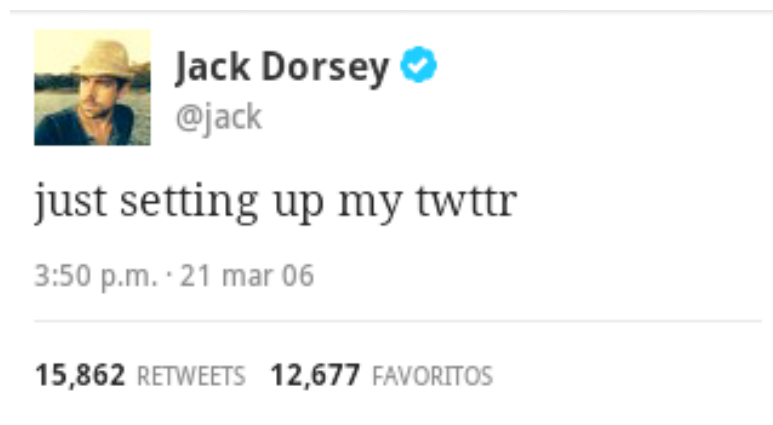 Jack Dorsey
@jack
just setting up my twttr
3:50 p.m. · 21 mar 06
15,862 RETWEETS 12,677 FAVORITOS